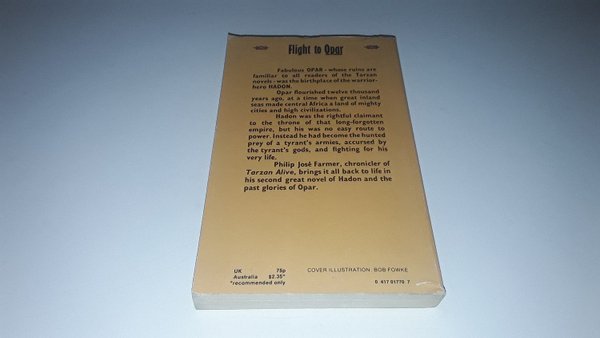 Flight to Opar
Fabulous OPAR - whose ruins are
familiar to all readers of the Tarzan
novels - was the birthplace of the warrior-
hero HADON.
Opar flourished twelve thousand
years ago, at a time when great inland
seas made central Africa a land of mighty
cities and high civilizations.
Hadon was the rightful claimant
to the throne of that long-forgotten
empire, but his was no easy route to
power. Instead he had become the hunted
prey of a tyrant's armies, accursed by
the tyrant's gods, and fighting for his
very life.
Philip José Farmer, chronicler of
Tarzan Alive, brings it all back to life in
his second great novel of Hadon and the
past glories of Opar.
UK 75p
Australia $2.35*
*recommended only
COVER ILLUSTRATION: BOB FOWKE
0 417 01770 7